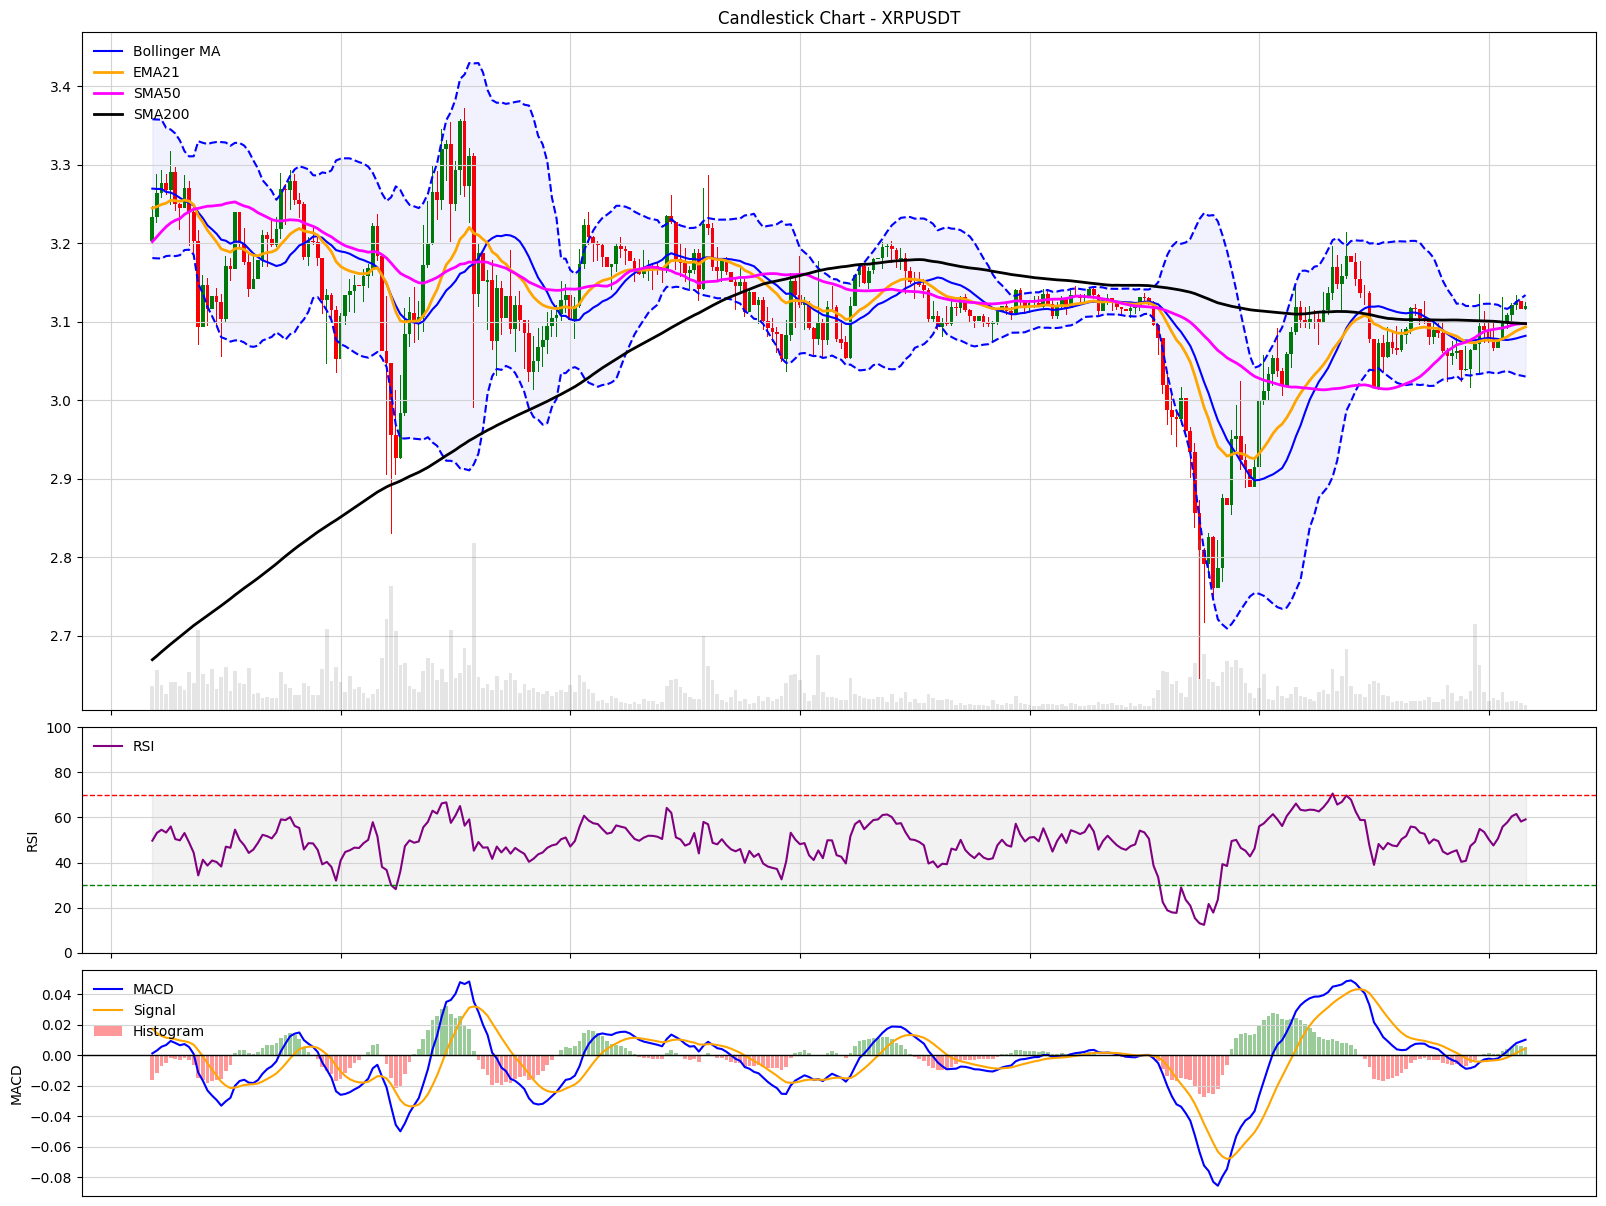 Candlestick Chart - XRPUSDT
Bollinger MA
EMA21
SMA50
SMA200
3.4
3.3
3.2
3.1
3.0
2.9
2.8
2.7
100
80
60
40
20
0
RSI
RSI
0.04
0.02
0.00
−0.02
−0.04
−0.06
−0.08
MACD
MACD
Signal
Histogram